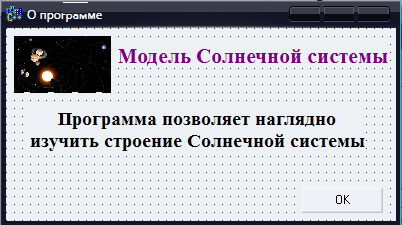 О программе
Модель Солнечной системы
Программа позволяет наглядно
изучить строение Солнечной системы
OK